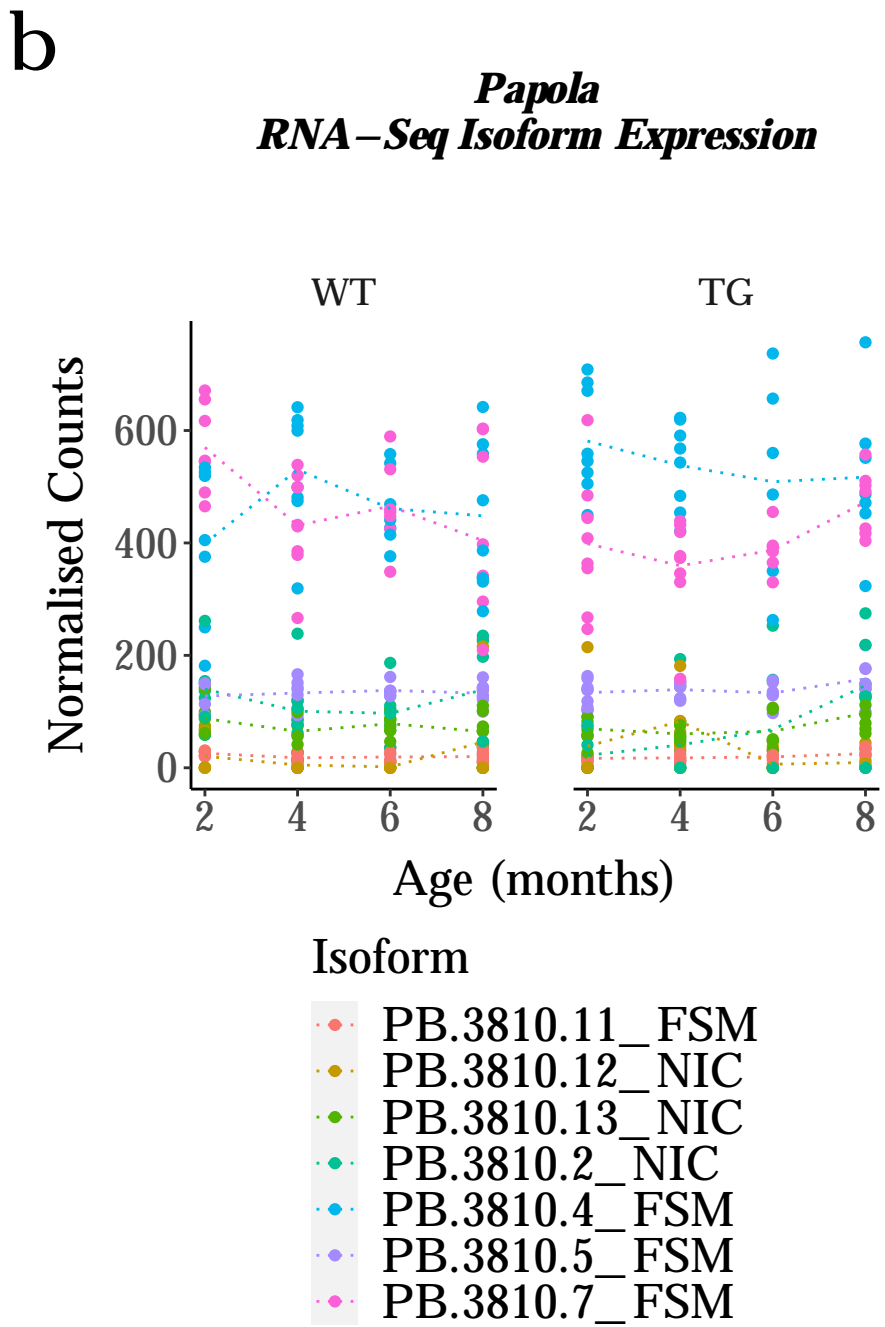 b
Papola
RNA–Seq Isoform Expression
WT
TG
Normalised Counts
600
400
200
0
2 4 6 8
2 4 6 8
Age (months)
Isoform
PB.3810.11_FSM
PB.3810.12_NIC
PB.3810.13_NIC
PB.3810.2_NIC
PB.3810.4_FSM
PB.3810.5_FSM
PB.3810.7_FSM